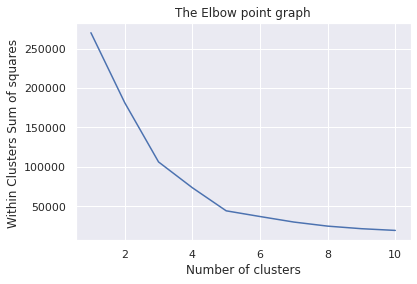 The Elbow point graph
Within Clusters Sum of squares
250000
200000
150000
100000
50000
2 4 6 8 10
Number of clusters